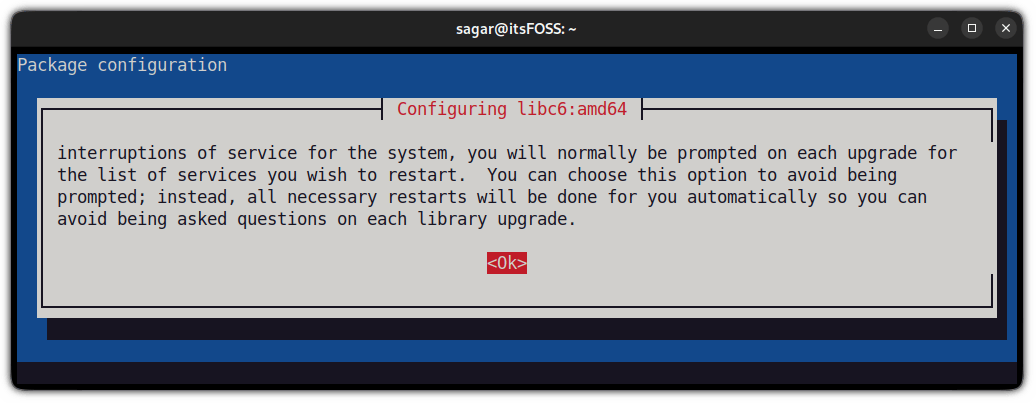 sagar@itsFOSS: ~
Package configuration
Configuring libc6:amd64
interruptions of service for the system, you will normally be prompted on each upgrade for
the list of services you wish to restart.  You can choose this option to avoid being
prompted; instead, all necessary restarts will be done for you automatically so you can
avoid being asked questions on each library upgrade.
<Ok>